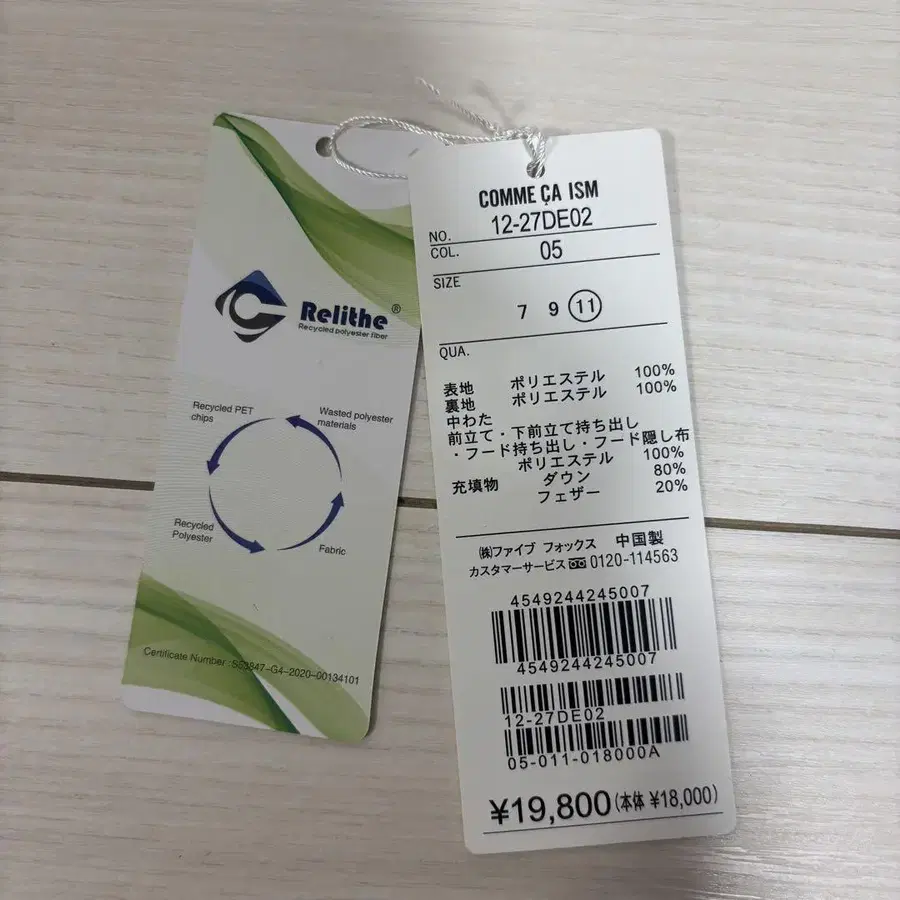 Relithe®
Recycled polyester fiber
Recycled PET
chips
Wasted polyester
materials
Recycled
Polyester
Fabric
Certificate Number :S53847-G4-2020-00134101
COMME ÇA ISM
NO. 12-27DE02
COL. 05
SIZE
7 9 11
QUA.
表地 ポリエステル 100%
裏地 ポリエステル 100%
中わた
前立て・下前立て持ち出し
・フード持ち出し・フード隠し布
ポリエステル 100%
充填物 ダウン 80%
フェザー 20%
㈱ファイブ フォックス 中国製
カスタマーサービス 0120-114563
4549244245007
4549244245007
12-27DE02
05-011-018000A
¥19,800(本体 ¥18,000)